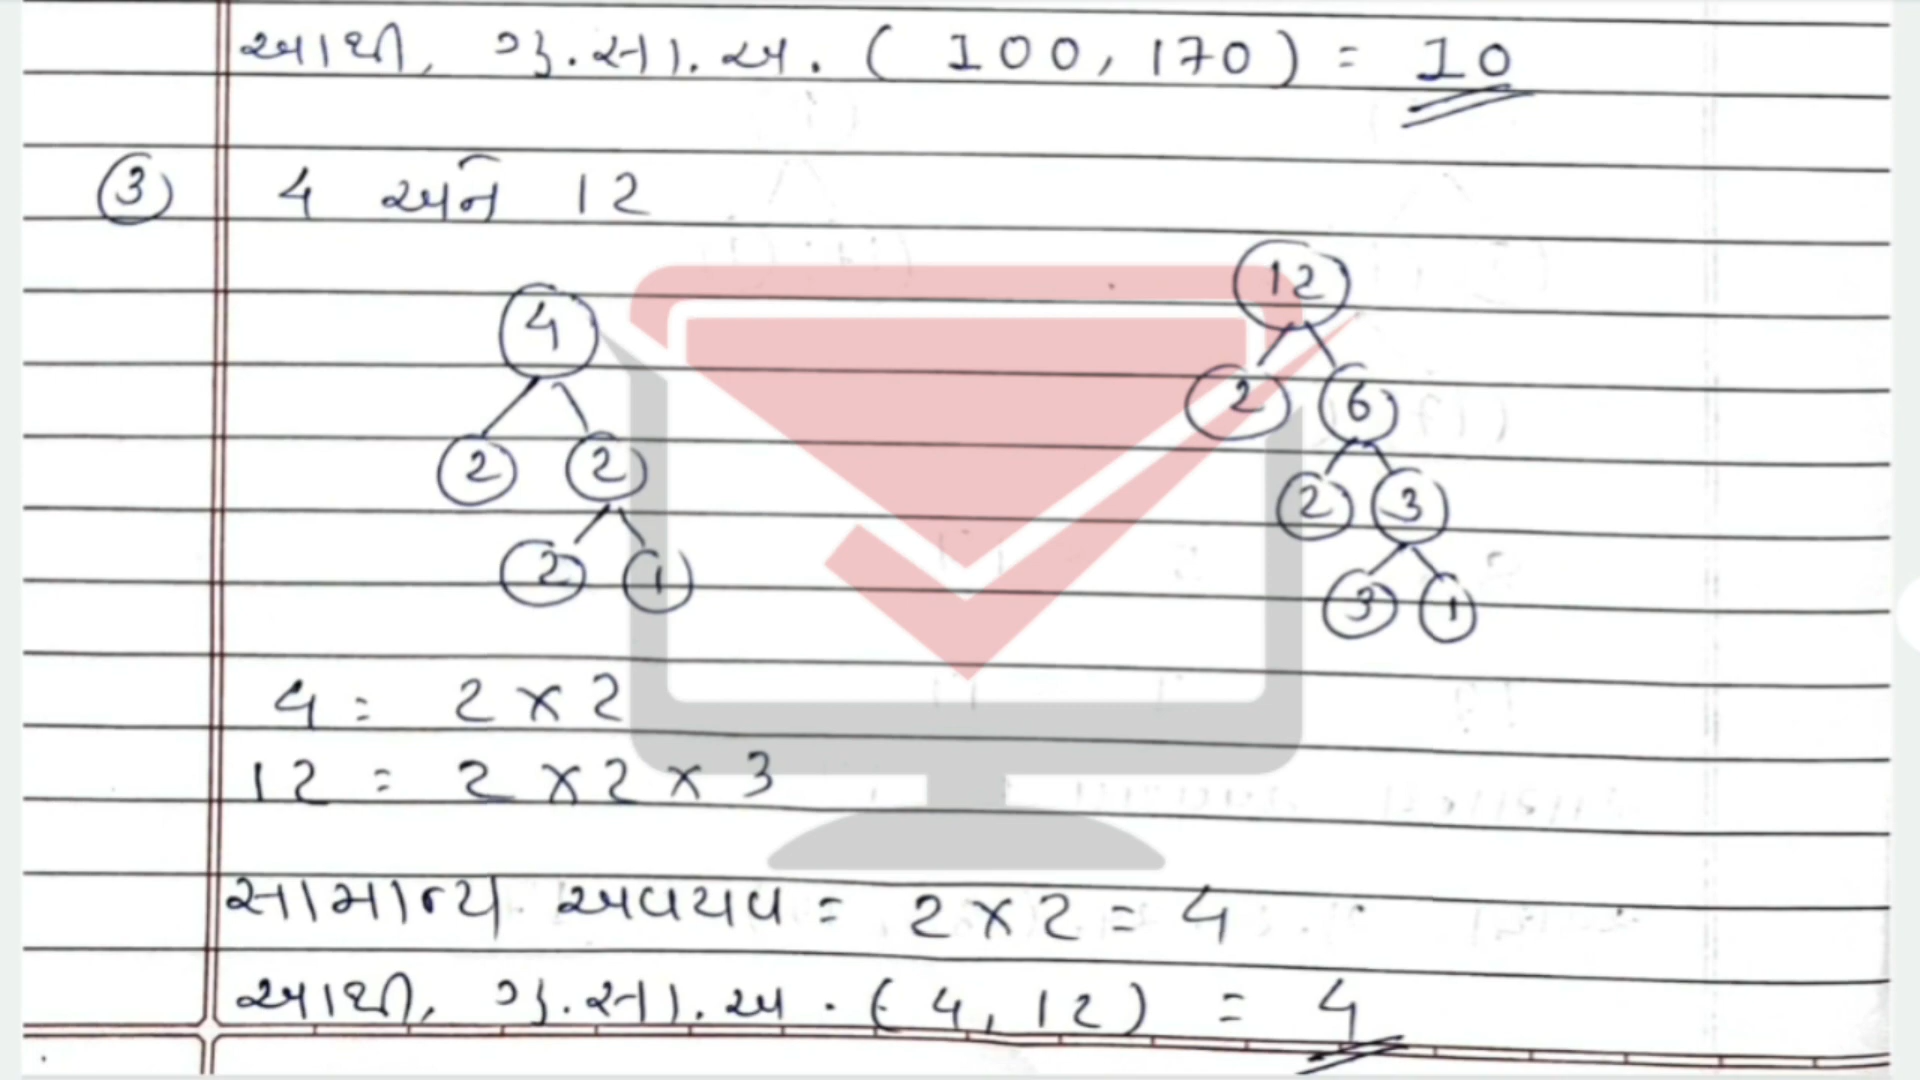 આથી, ગુ.સા.અ. (100, 170) = 10
③ 4 અને 12
4 12
2 6
2 2
2 3
2 1
3 1
4 = 2 × 2
12 = 2 × 2 × 3
સામાન્ય અવયવ = 2 × 2 = 4
આથી, ગુ.સા.અ. (4, 12) = 4